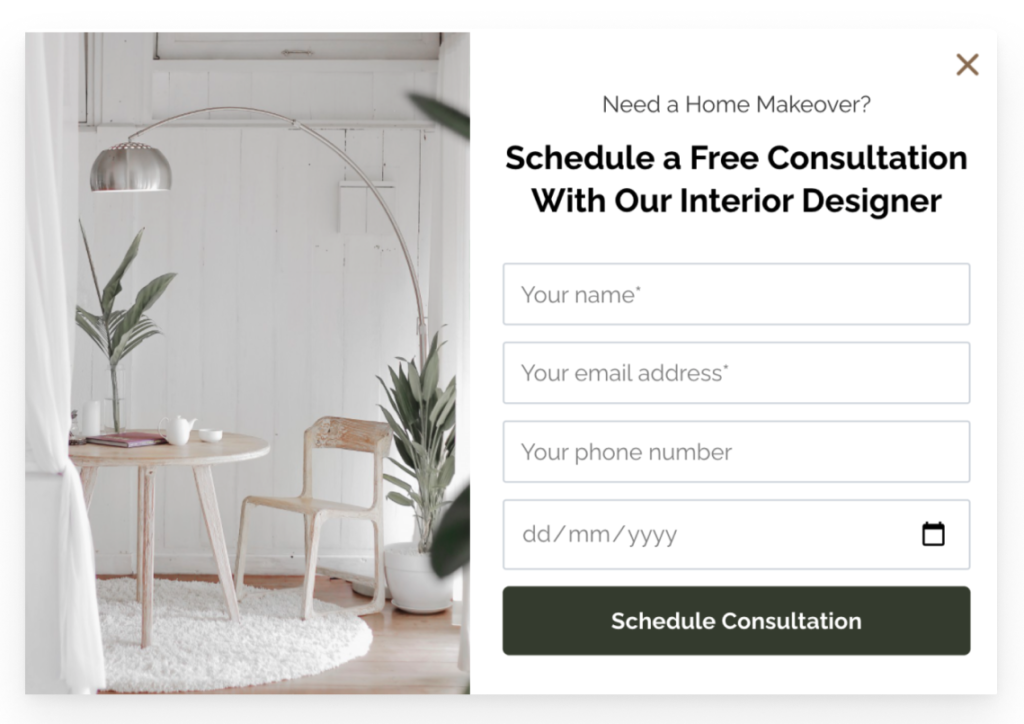 Need a Home Makeover?
Schedule a Free Consultation
With Our Interior Designer
Your name*
Your email address*
Your phone number
dd/mm/yyyy
Schedule Consultation